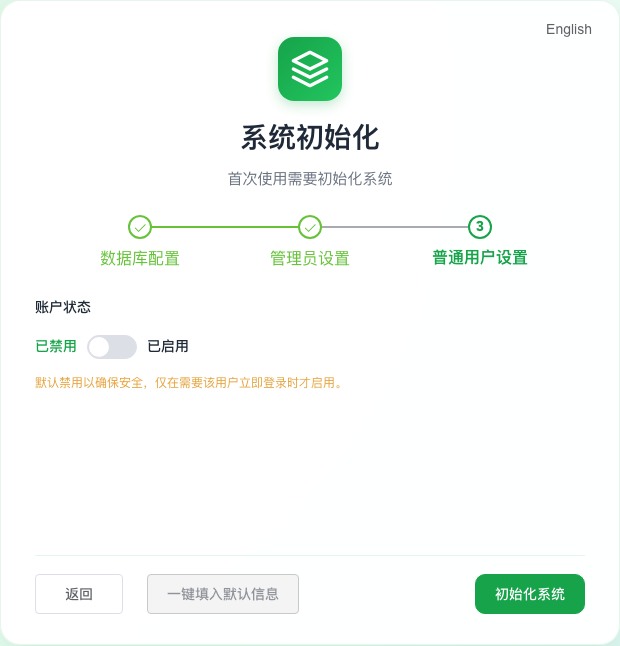 English
系统初始化
首次使用需要初始化系统
3
数据库配置 管理员设置 普通用户设置
账户状态
已禁用 已启用
默认禁用以确保安全，仅在需要该用户立即登录时才启用。
返回 一键填入默认信息 初始化系统